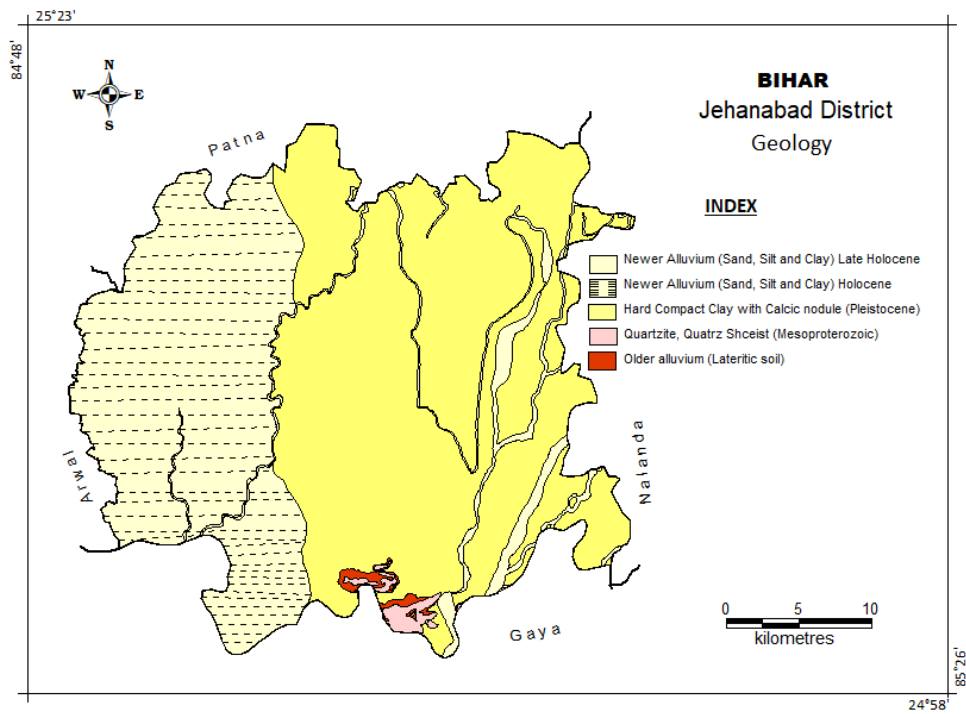 25°23'
84°48'
N
W E
S
BIHAR
Jehanabad District
Geology
Patna
INDEX
Newer Alluvium (Sand, Silt and Clay) Late Holocene
Newer Alluvium (Sand, Silt and Clay) Holocene
Hard Compact Clay with Calcic nodule (Pleistocene)
Quartzite, Quatrz Shceist (Mesoproterozoic)
Older alluvium (Lateritic soil)
Arwal
Nalanda
Gaya
0 5 10
kilometres
85°26'
24°58'